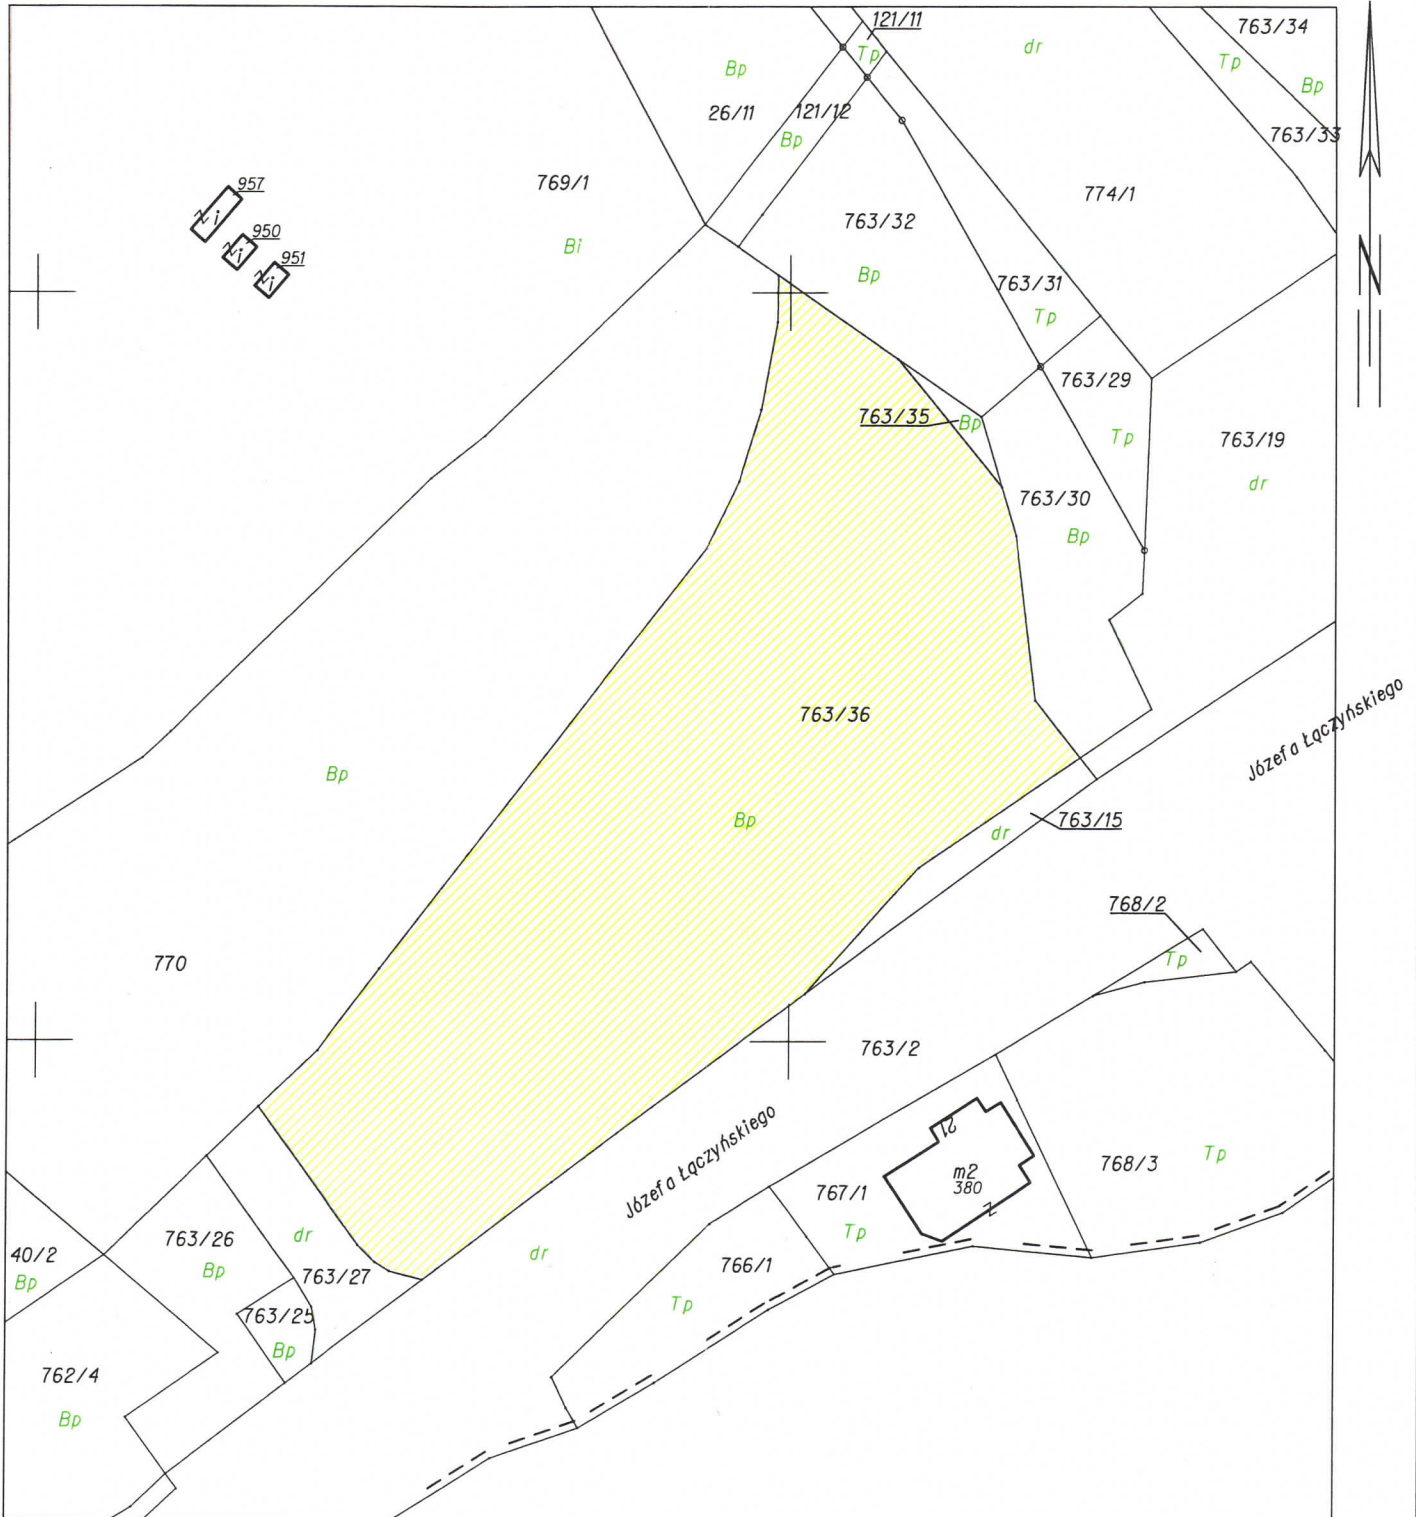 121/11
763/34
Tp
dr
Tp
Bp
Bp
26/11
121/12
Bp
763/33
957
i
769/1
774/1
763/32
950
i
Bi
951
i
Bp
763/31
Tp
N
763/29
763/35
Bp
Tp
763/19
dr
763/30
Bp
763/36
Józefa Łączyńskiego
Bp
Bp
763/15
dr
768/2
Tp
770
763/2
Józefa Łączyńskiego
21
m2
380
767/1
768/3
Tp
Tp
763/26
dr
dr
40/2
Bp
Bp
763/27
766/1
Tp
763/25
Bp
762/4
Bp